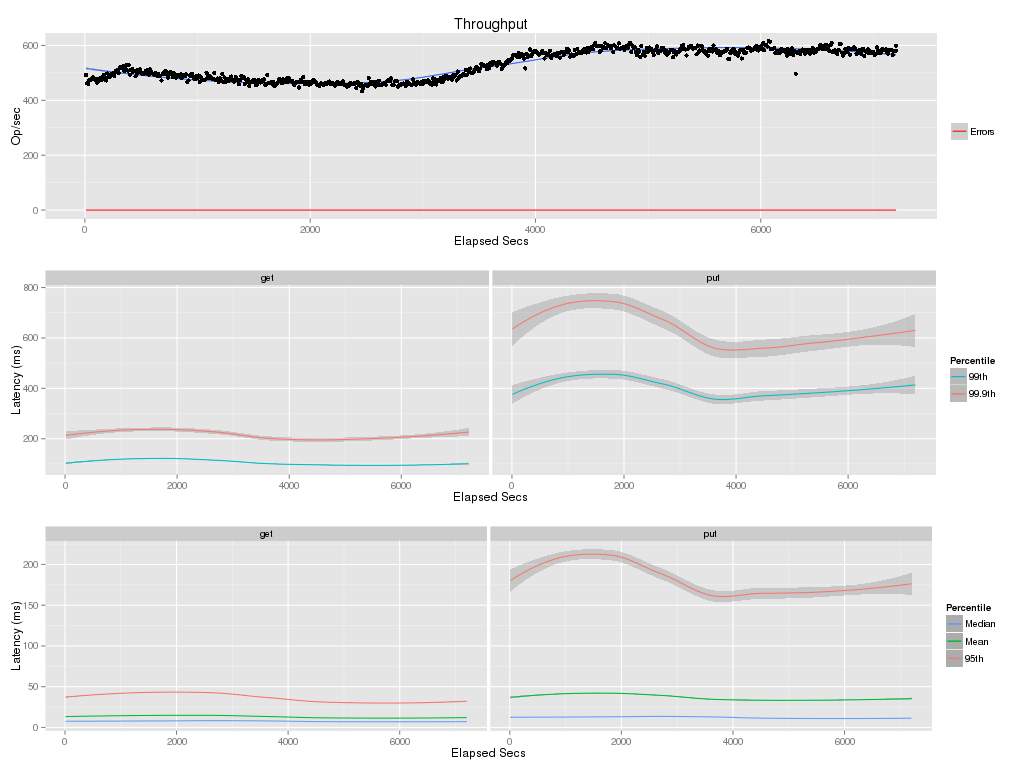 Throughput
600
400
200
0
Op/sec
0 2000 4000 6000
Elapsed Secs
Errors
get put
800
600
400
200
Latency (ms)
0 2000 4000 6000 0 2000 4000 6000
Elapsed Secs
Percentile
99th
99.9th
get put
200
150
100
50
0
Latency (ms)
0 2000 4000 6000 0 2000 4000 6000
Elapsed Secs
Percentile
Median
Mean
95th